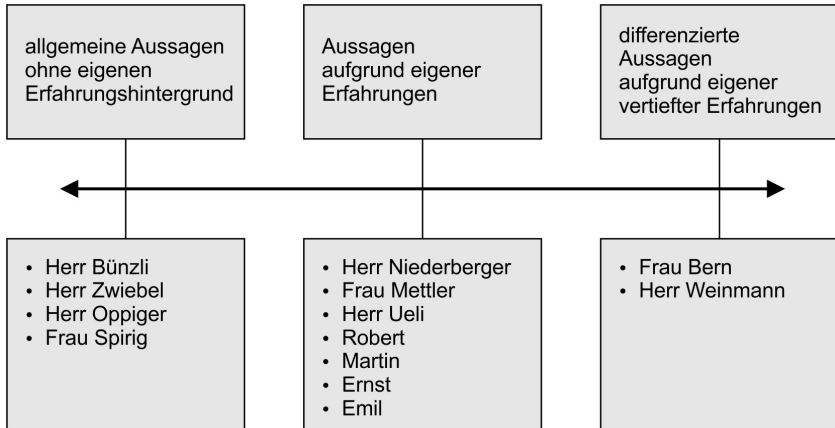 allgemeine Aussagen
ohne eigenen
Erfahrungshintergrund
Aussagen
aufgrund eigener
Erfahrungen
differenzierte
Aussagen
aufgrund eigener
vertiefter Erfahrungen
• Herr Bünzli
• Herr Zwiebel
• Herr Oppiger
• Frau Spirig
• Herr Niederberger
• Frau Mettler
• Herr Ueli
• Robert
• Martin
• Ernst
• Emil
• Frau Bern
• Herr Weinmann